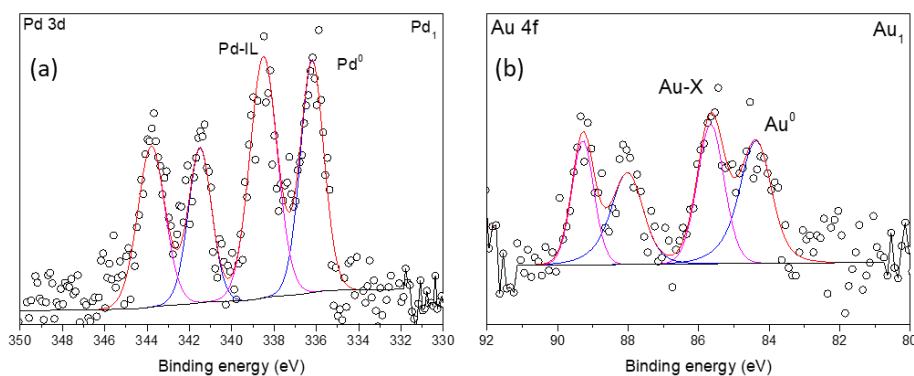 Pd 3d
Pd₁
(a)
Pd-IL
Pd⁰
350 348 346 344 342 340 338 336 334 332 330
Binding energy (eV)
Au 4f
Au₁
(b)
Au-X
Au⁰
92 90 88 86 84 82 80
Binding energy (eV)